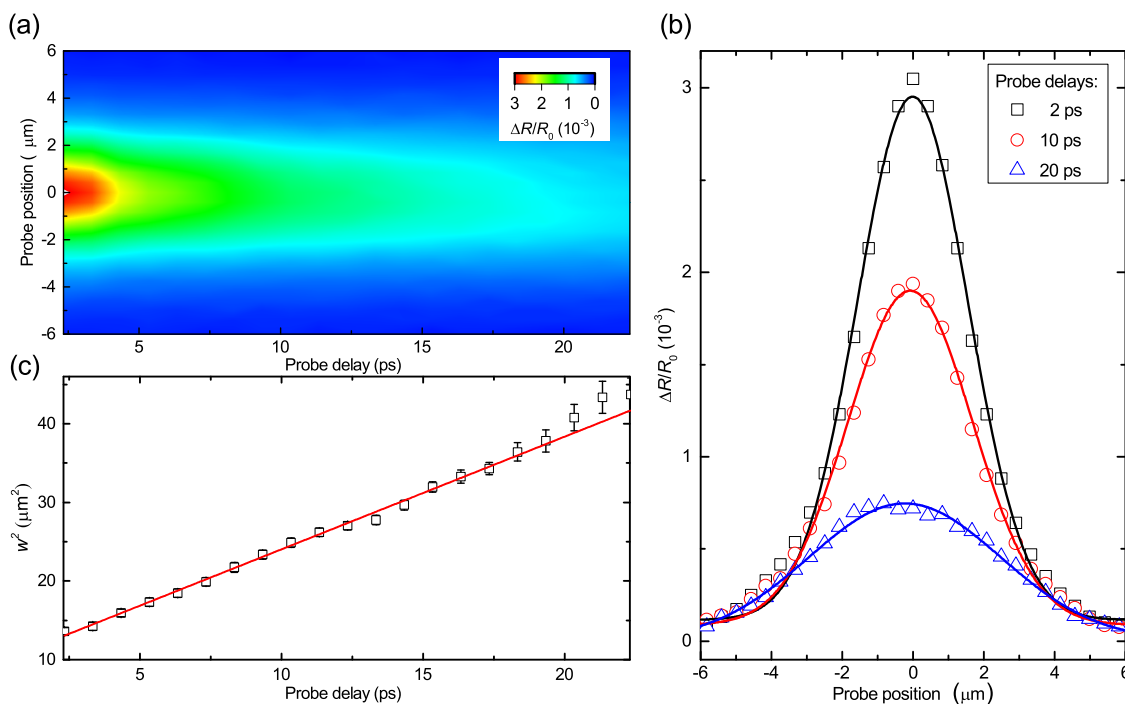 (a)
6
4
2
0
-2
-4
-6
Probe position ( μm)
3 2 1 0
ΔR/R0 (10-3)
5 10 15 20
Probe delay (ps)
(b)
3
2
1
0
ΔR/R0 (10-3)
Probe delays:
2 ps
10 ps
20 ps
-6 -4 -2 0 2 4 6
Probe position (μm)
(c)
40
30
20
10
w2 (μm2)
5 10 15 20
Probe delay (ps)